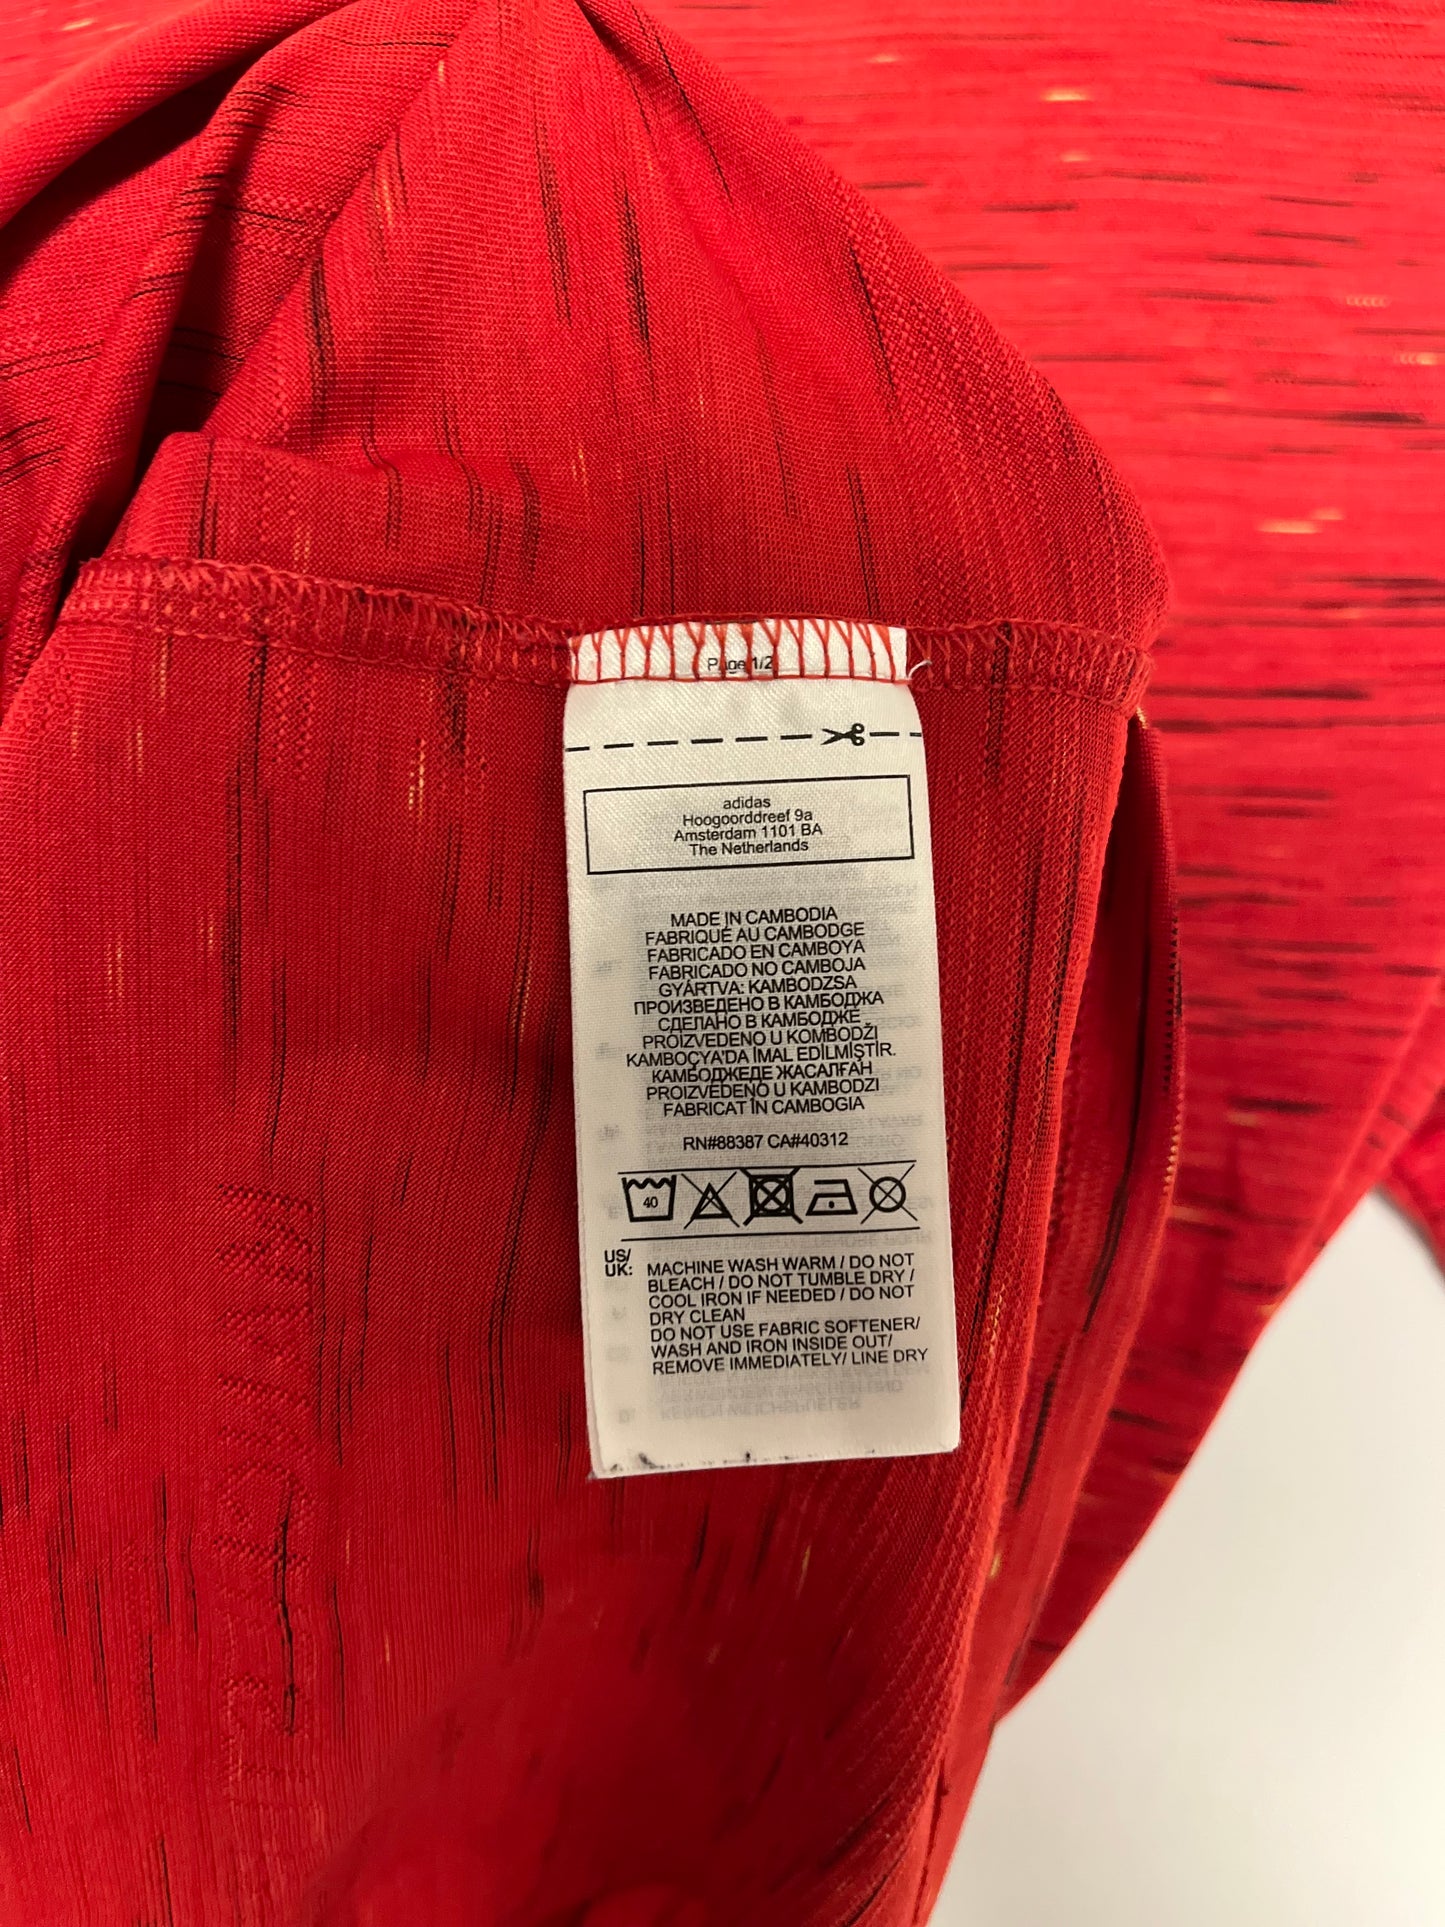 Page 1/2
adidas
Hoogoorddreef 9a
Amsterdam 1101 BA
The Netherlands
MADE IN CAMBODIA
FABRIQUÉ AU CAMBODGE
FABRICADO EN CAMBOYA
FABRICADO NO CAMBOJA
GYÁRTVA: KAMBODZSA
ПРОИЗВЕДЕНО В КАМБОДЖА
СДЕЛАНО В КАМБОДЖЕ
PROIZVEDENO U KOMBODŽI
KAMBOÇYA'DA İMAL EDİLMİŞTİR.
КАМБОДЖЕДЕ ЖАСАЛҒАН
PROIZVEDENO U KAMBODZI
FABRICAT ÎN CAMBOGIA
RN#88387 CA#40312
40
US/
UK:
MACHINE WASH WARM / DO NOT
BLEACH / DO NOT TUMBLE DRY /
COOL IRON IF NEEDED / DO NOT
DRY CLEAN
DO NOT USE FABRIC SOFTENER/
WASH AND IRON INSIDE OUT/
REMOVE IMMEDIATELY/ LINE DRY